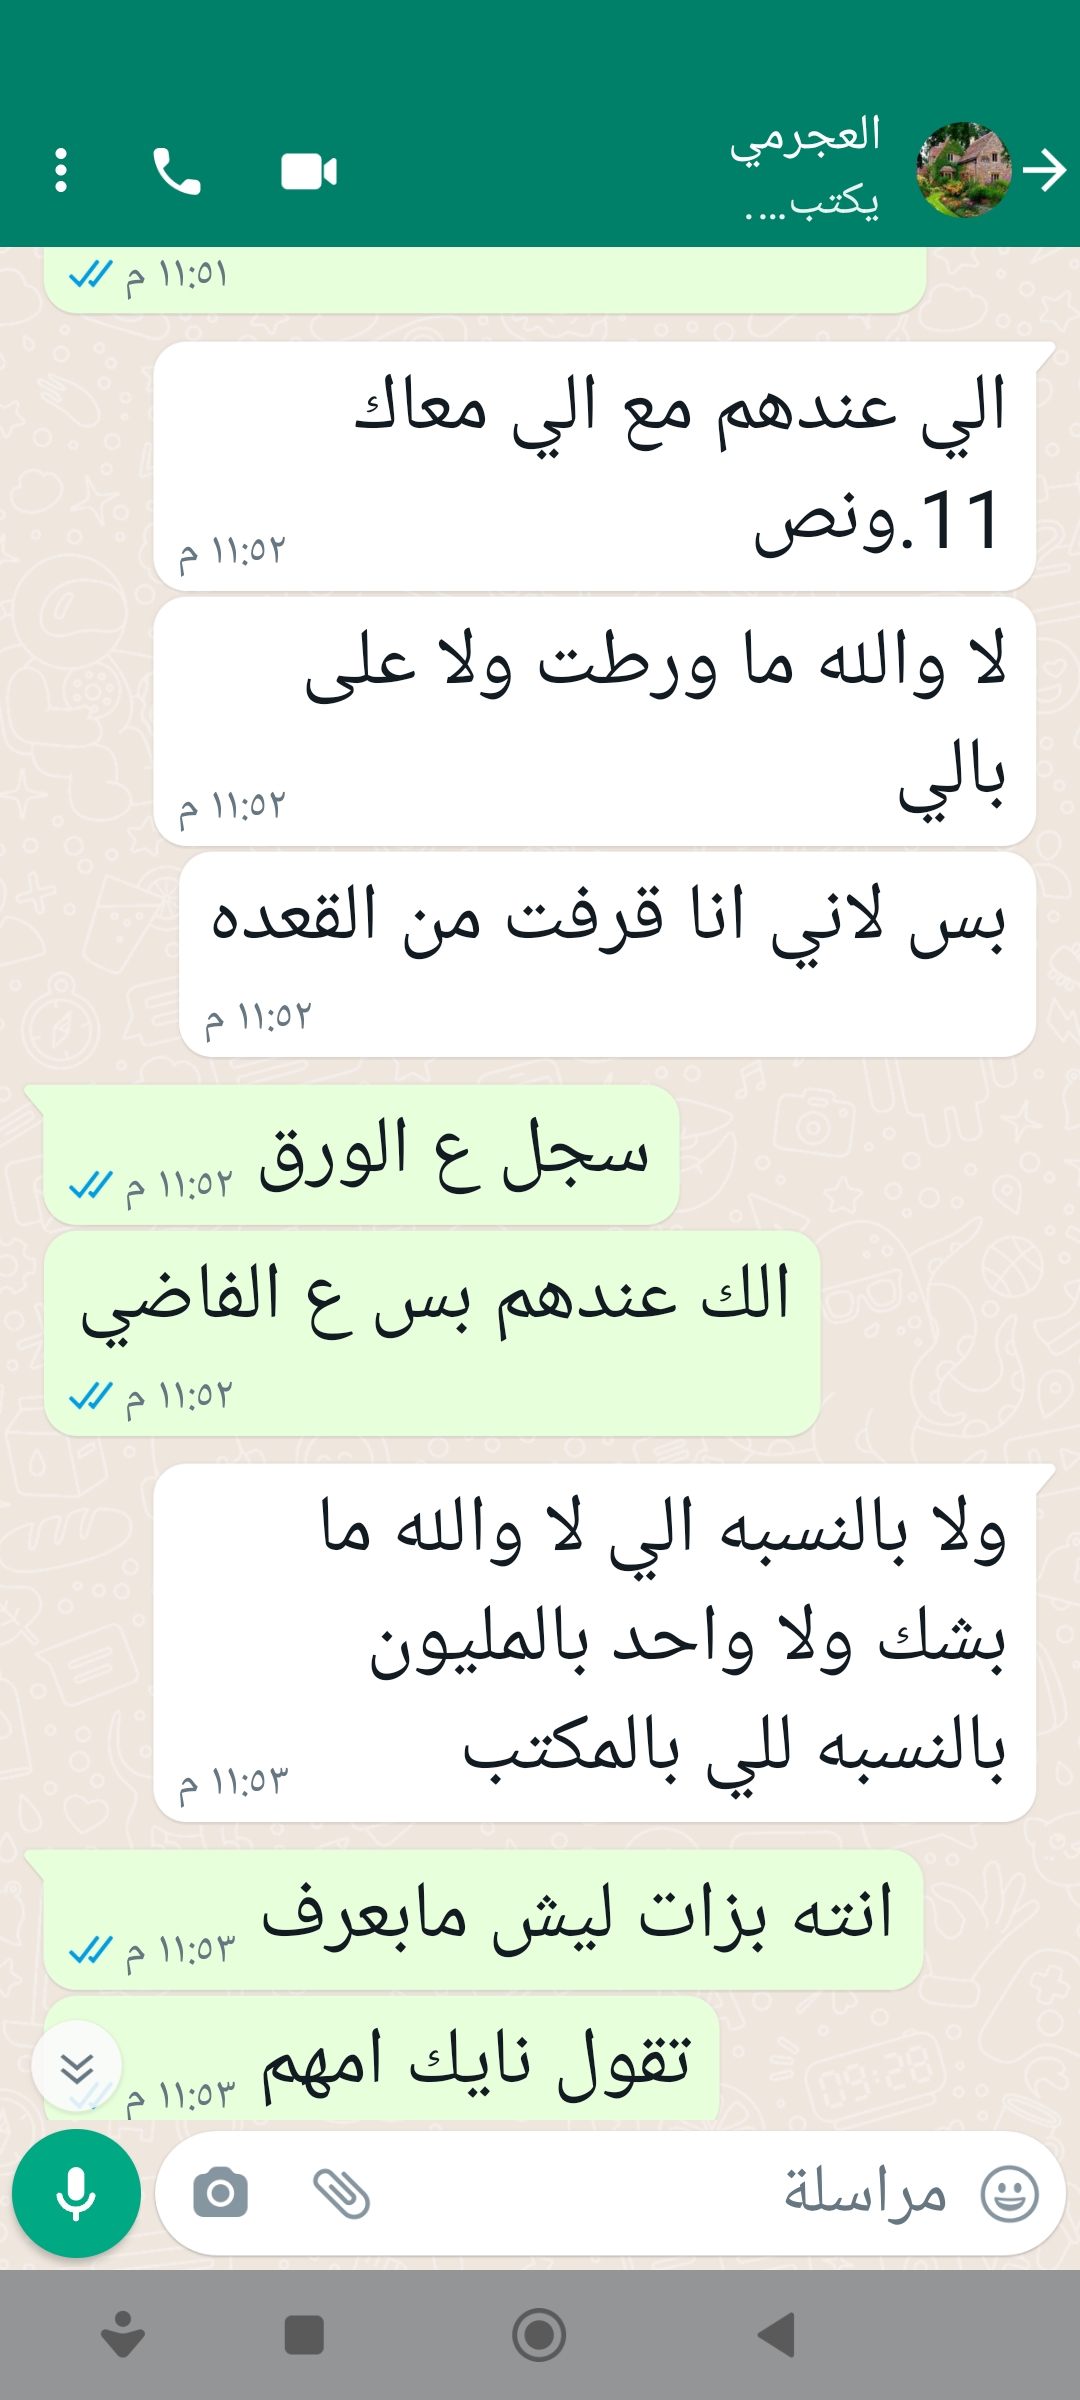 العجرمي
يكتب....
١١:٥١ م
الي عندهم مع الي معاك
11.ونص
١١:٥٢ م
لا والله ما ورطت ولا على
بالي
١١:٥٢ م
بس لاني انا قرفت من القعده
١١:٥٢ م
سجل ع الورق
١١:٥٢ م
الك عندهم بس ع الفاضي
١١:٥٢ م
ولا بالنسبه الي لا والله ما
بشك ولا واحد بالمليون
بالنسبه للي بالمكتب
١١:٥٣ م
انته بزات ليش مابعرف
١١:٥٣ م
تقول نايك امهم
١١:٥٣ م
مراسلة